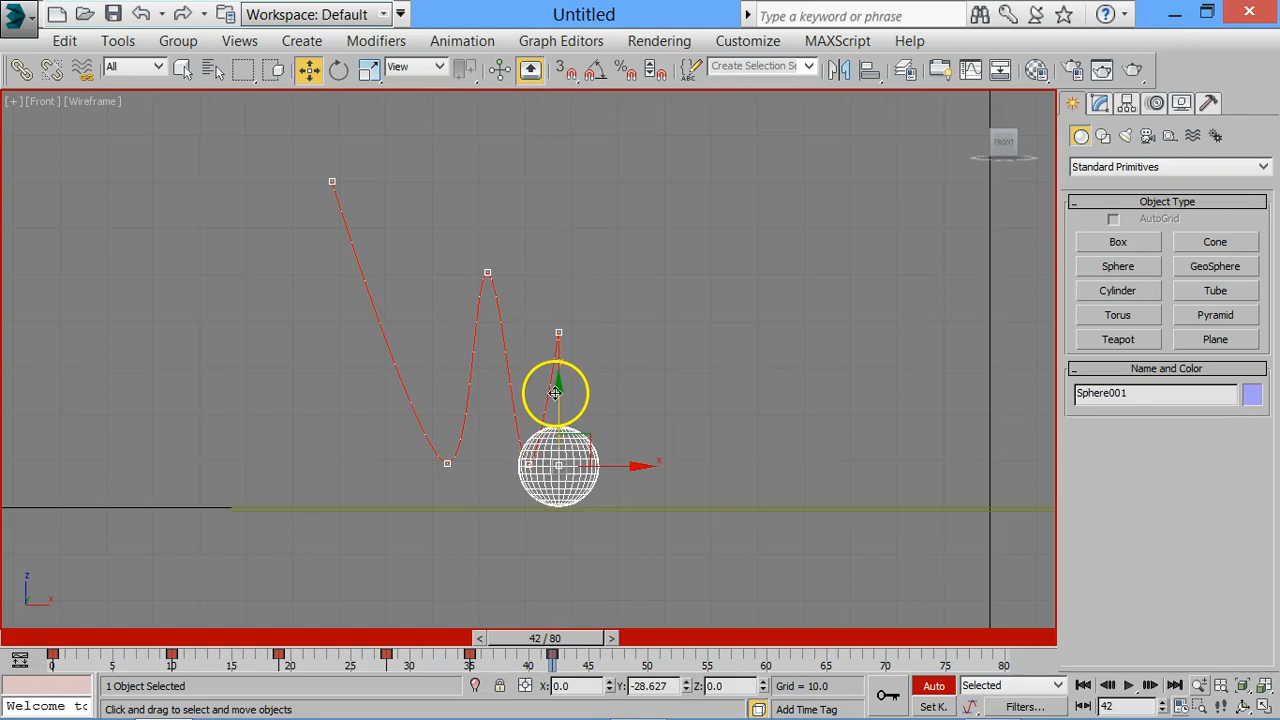 Workspace: Default
Untitled
Type a keyword or phrase
Edit Tools Group Views Create Modifiers Animation Graph Editors Rendering Customize MAXScript Help
All
View
Create Selection Se
[+] [Front] [Wireframe]
FRONT
Standard Primitives
- Object Type
AutoGrid
Box Cone
Sphere GeoSphere
Cylinder Tube
Torus Pyramid
Teapot Plane
- Name and Color
Sphere001
x
z
x
< 42 / 80 >
0 5 10 15 20 25 30 35 40 45 50 55 60 65 70 75 80
1 Object Selected
X: 0.0 Y: -28.627 Z: 0.0
Grid = 10.0
Auto
Selected
Welcome to
Click and drag to select and move objects
Add Time Tag
Set K.
Filters...
42